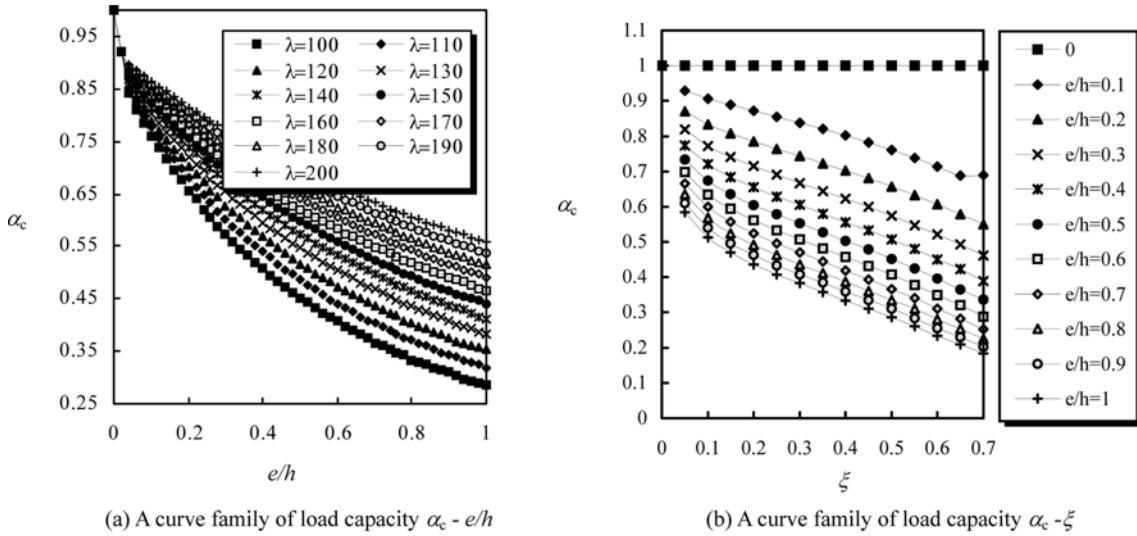 0.95
0.85
0.75
0.65
0.55
0.45
0.35
0.25
αc
0 0.2 0.4 0.6 0.8 1
e/h
λ=100 λ=110
λ=120 λ=130
λ=140 λ=150
λ=160 λ=170
λ=180 λ=190
λ=200
(a) A curve family of load capacity αc - e/h
1
0.9
0.8
0.7
0.6
0.5
0.4
0.3
0.2
0.1
0
αc
0 0.1 0.2 0.3 0.4 0.5 0.6 0.7
ξ
0
e/h=0.1
e/h=0.2
e/h=0.3
e/h=0.4
e/h=0.5
e/h=0.6
e/h=0.7
e/h=0.8
e/h=0.9
e/h=1
(b) A curve family of load capacity αc -ξ